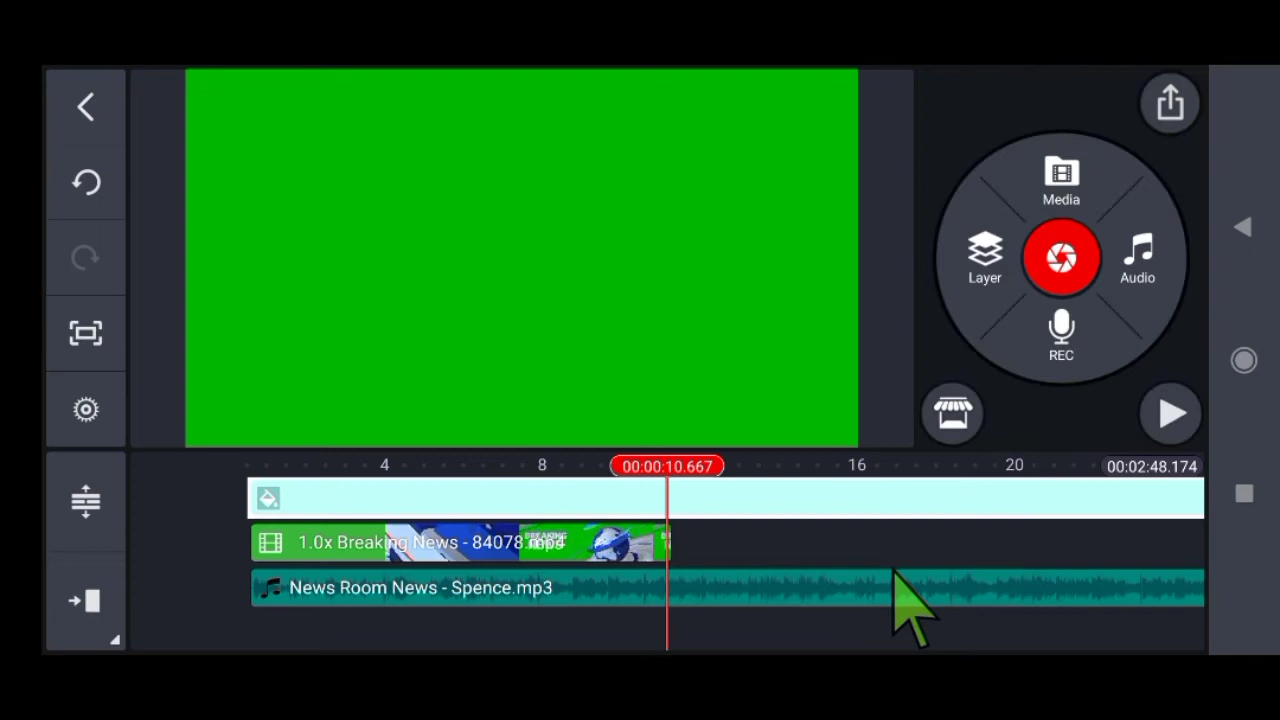 Media
Layer
Audio
REC
4
8
00:00:10.667
16
20
00:02:48.174
1.0x Breaking News - 84078.mp4
BREAKING
News Room News - Spence.mp3